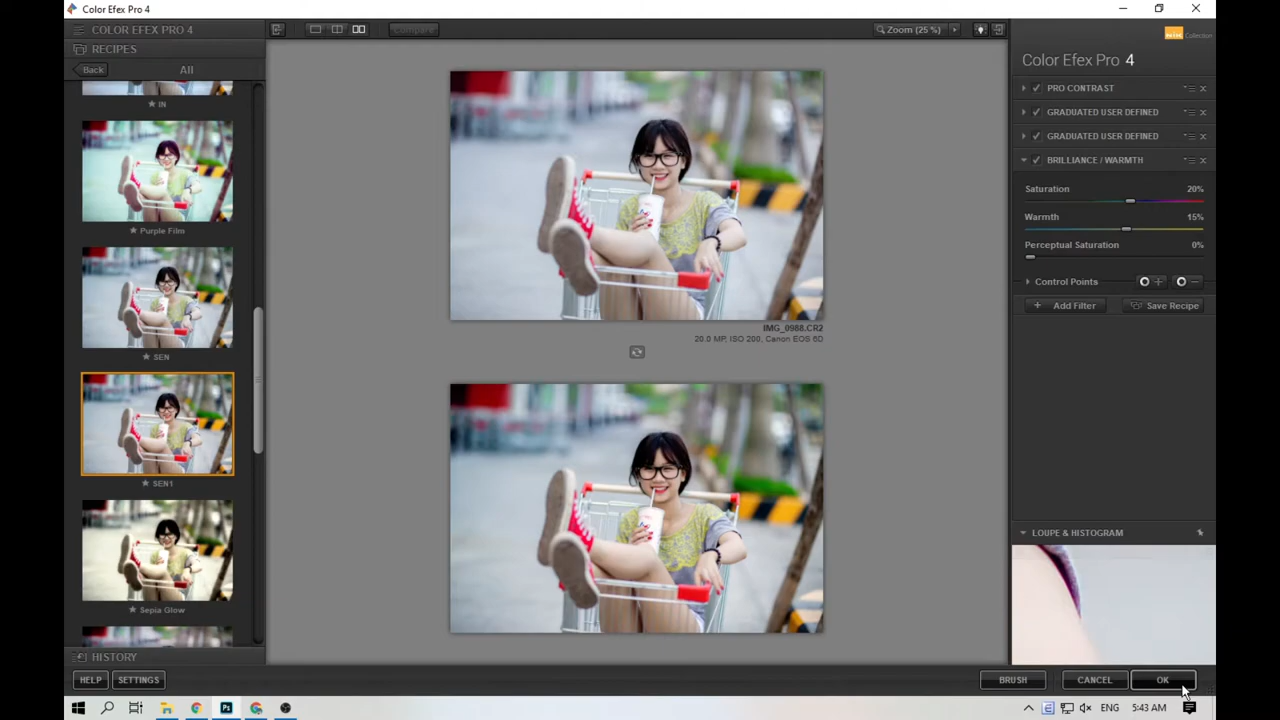 Color Efex Pro 4
COLOR EFEX PRO 4
RECIPES
Back
All
IN
Purple Film
SEN
SEN1
Sepia Glow
HISTORY
HELP
SETTINGS
Compare
Zoom (25 %)
IMG_0988.CR2
20.0 MP, ISO 200, Canon EOS 6D
Nik Collection
Color Efex Pro 4
PRO CONTRAST
GRADUATED USER DEFINED
GRADUATED USER DEFINED
BRILLIANCE / WARMTH
Saturation 20%
Warmth 15%
Perceptual Saturation 0%
Control Points
Add Filter
Save Recipe
LOUPE & HISTOGRAM
BRUSH
CANCEL
OK
Ps
ENG
5:43 AM